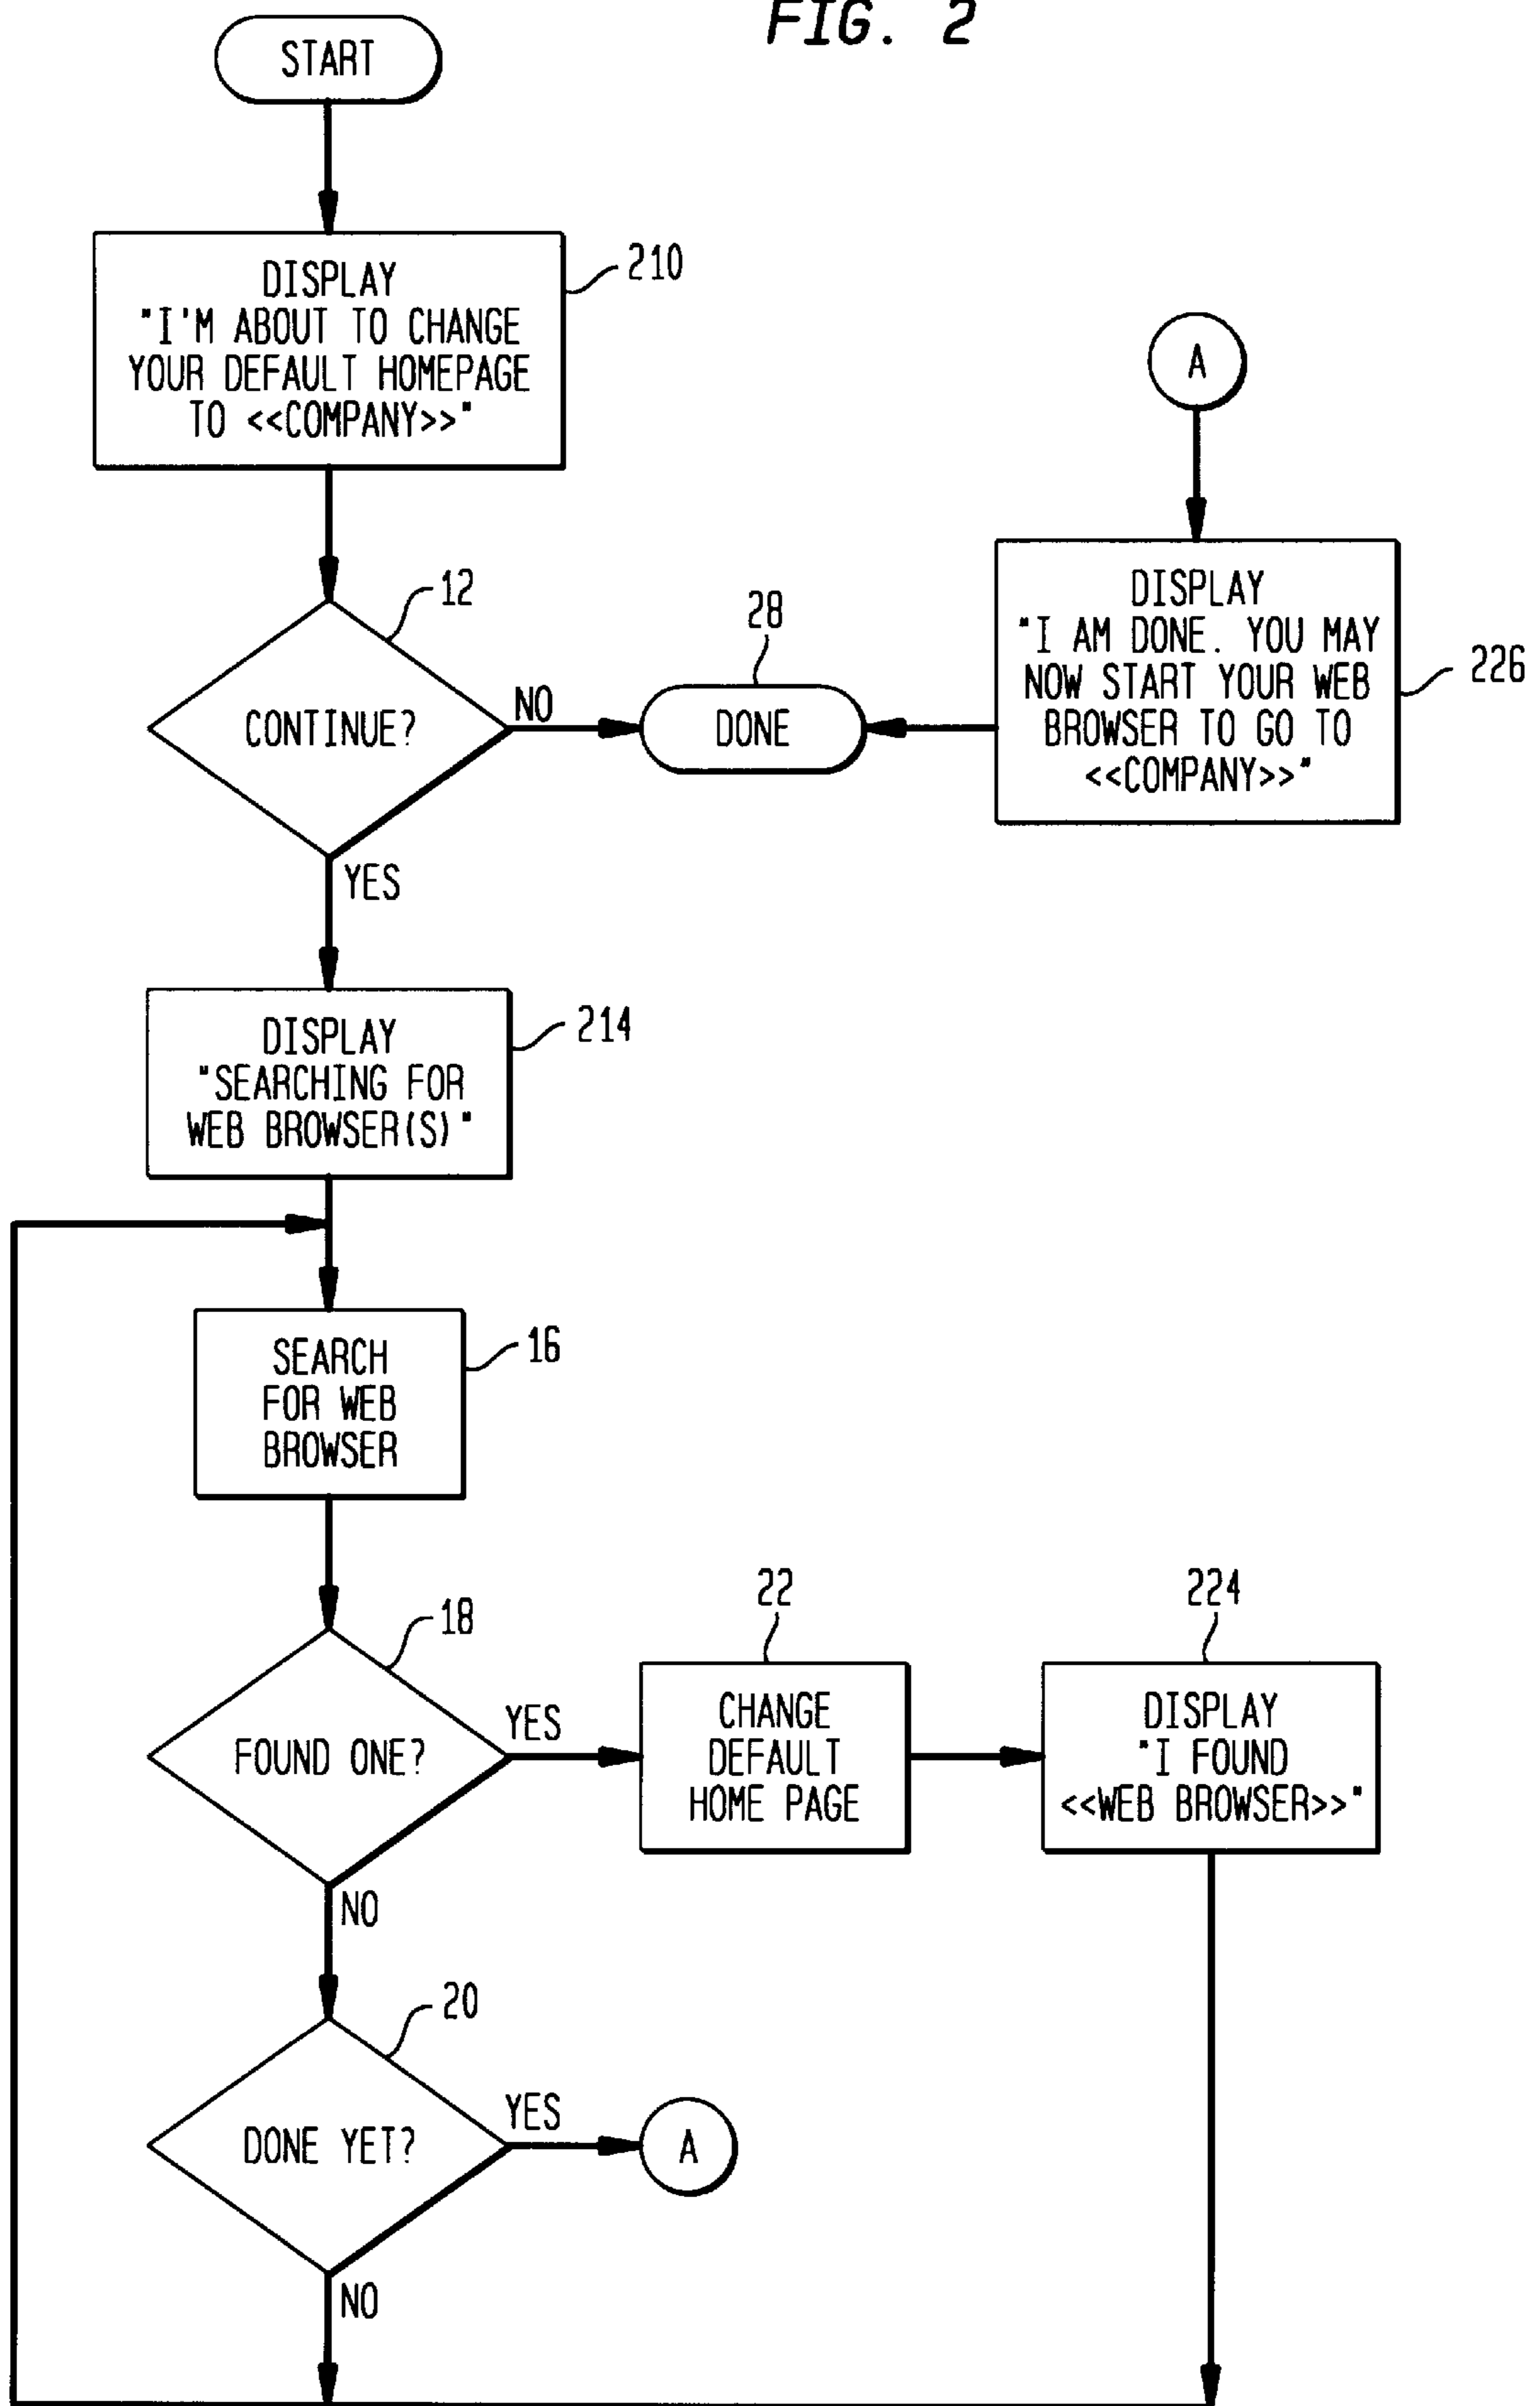 FIG. 2
START
210
DISPLAY
"I'M ABOUT TO CHANGE
YOUR DEFAULT HOMEPAGE
TO <<COMPANY>>"
A
12
CONTINUE?
NO
YES
28
DONE
DISPLAY
"I AM DONE. YOU MAY
NOW START YOUR WEB
BROWSER TO GO TO
<<COMPANY>>"
226
214
DISPLAY
"SEARCHING FOR
WEB BROWSER(S)"
16
SEARCH
FOR WEB
BROWSER
18
FOUND ONE?
YES
NO
22
CHANGE
DEFAULT
HOME PAGE
224
DISPLAY
"I FOUND
<<WEB BROWSER>>"
20
DONE YET?
YES
A
NO